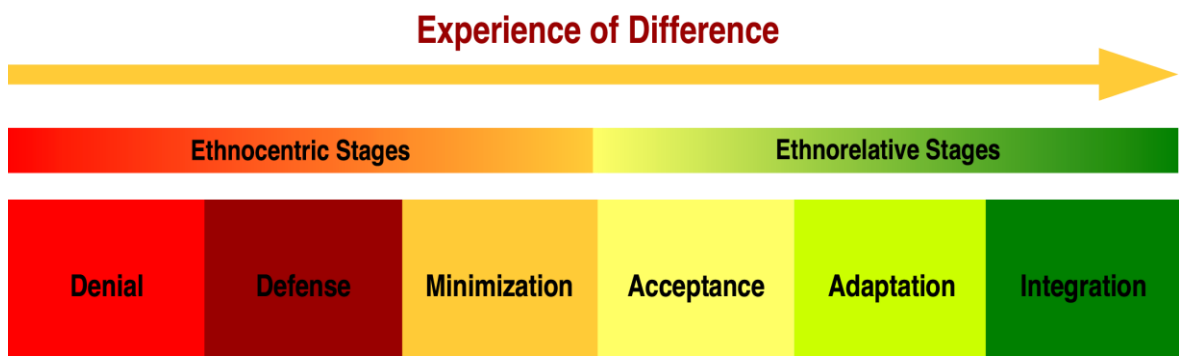 Experience of Difference
Ethnocentric Stages
Ethnorelative Stages
Denial
Defense
Minimization
Acceptance
Adaptation
Integration